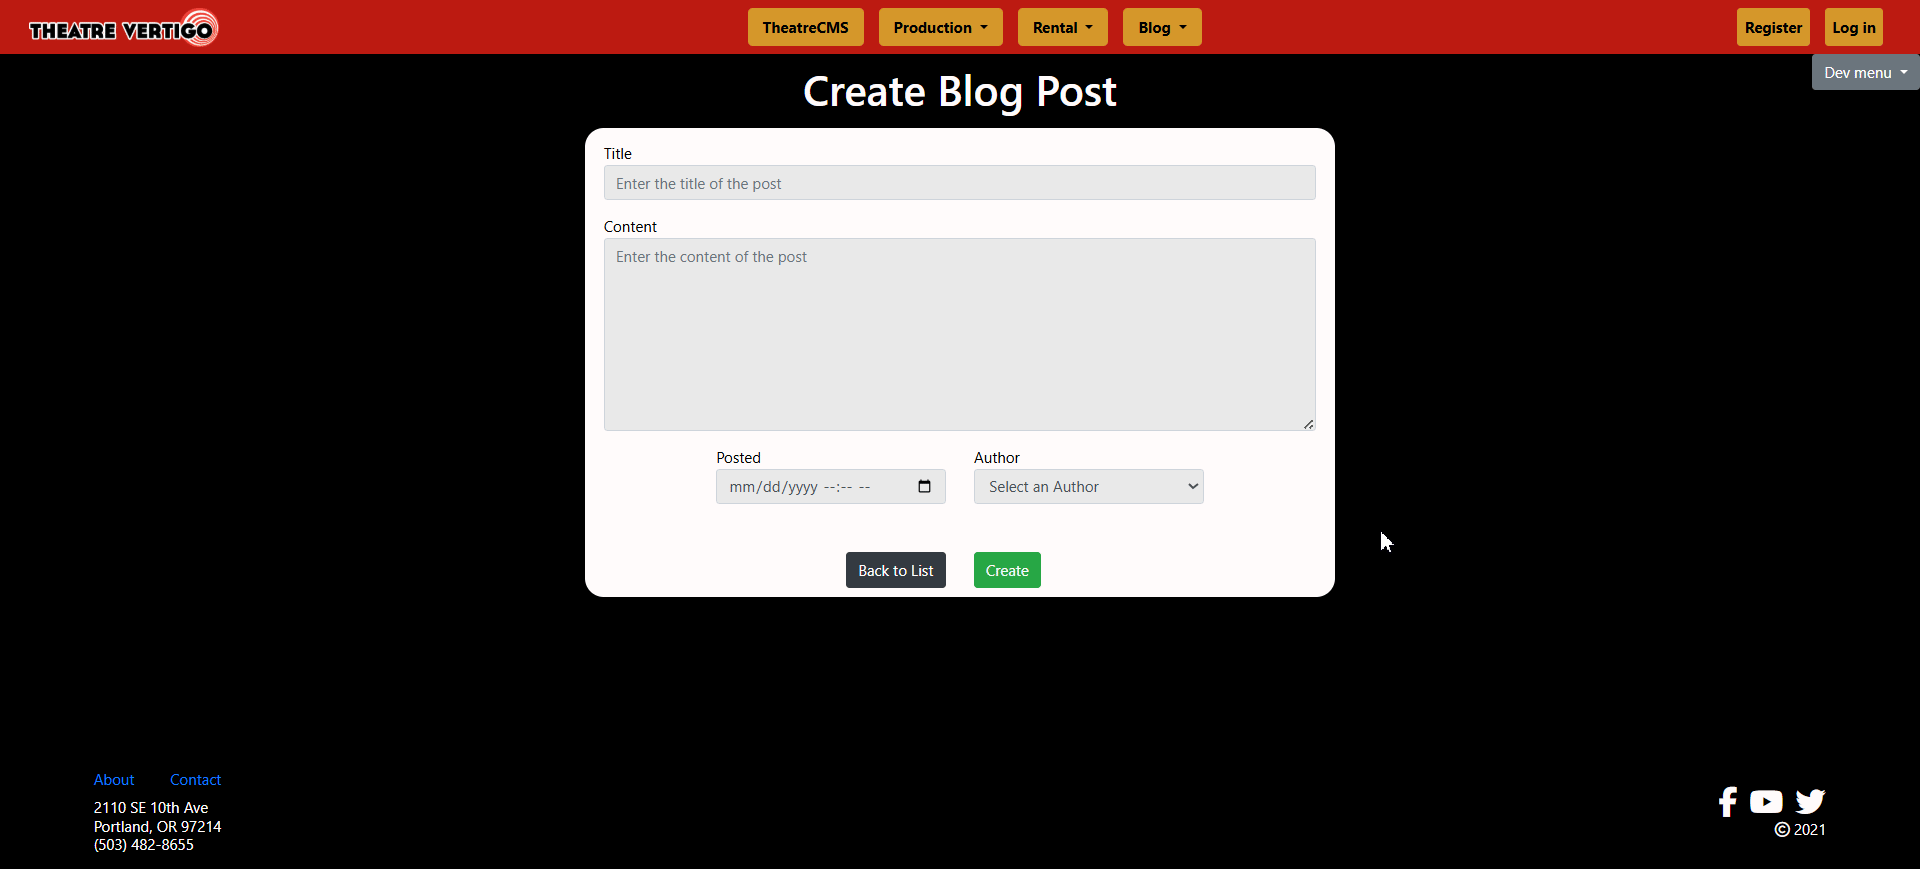 THEATRE VERTIGO
TheatreCMS Production Rental Blog
Register Log in
Dev menu
Create Blog Post
Title
Enter the title of the post
Content
Enter the content of the post
Posted Author
mm/dd/yyyy --:-- -- Select an Author
Back to List Create
About Contact
2110 SE 10th Ave
Portland, OR 97214
(503) 482-8655
© 2021